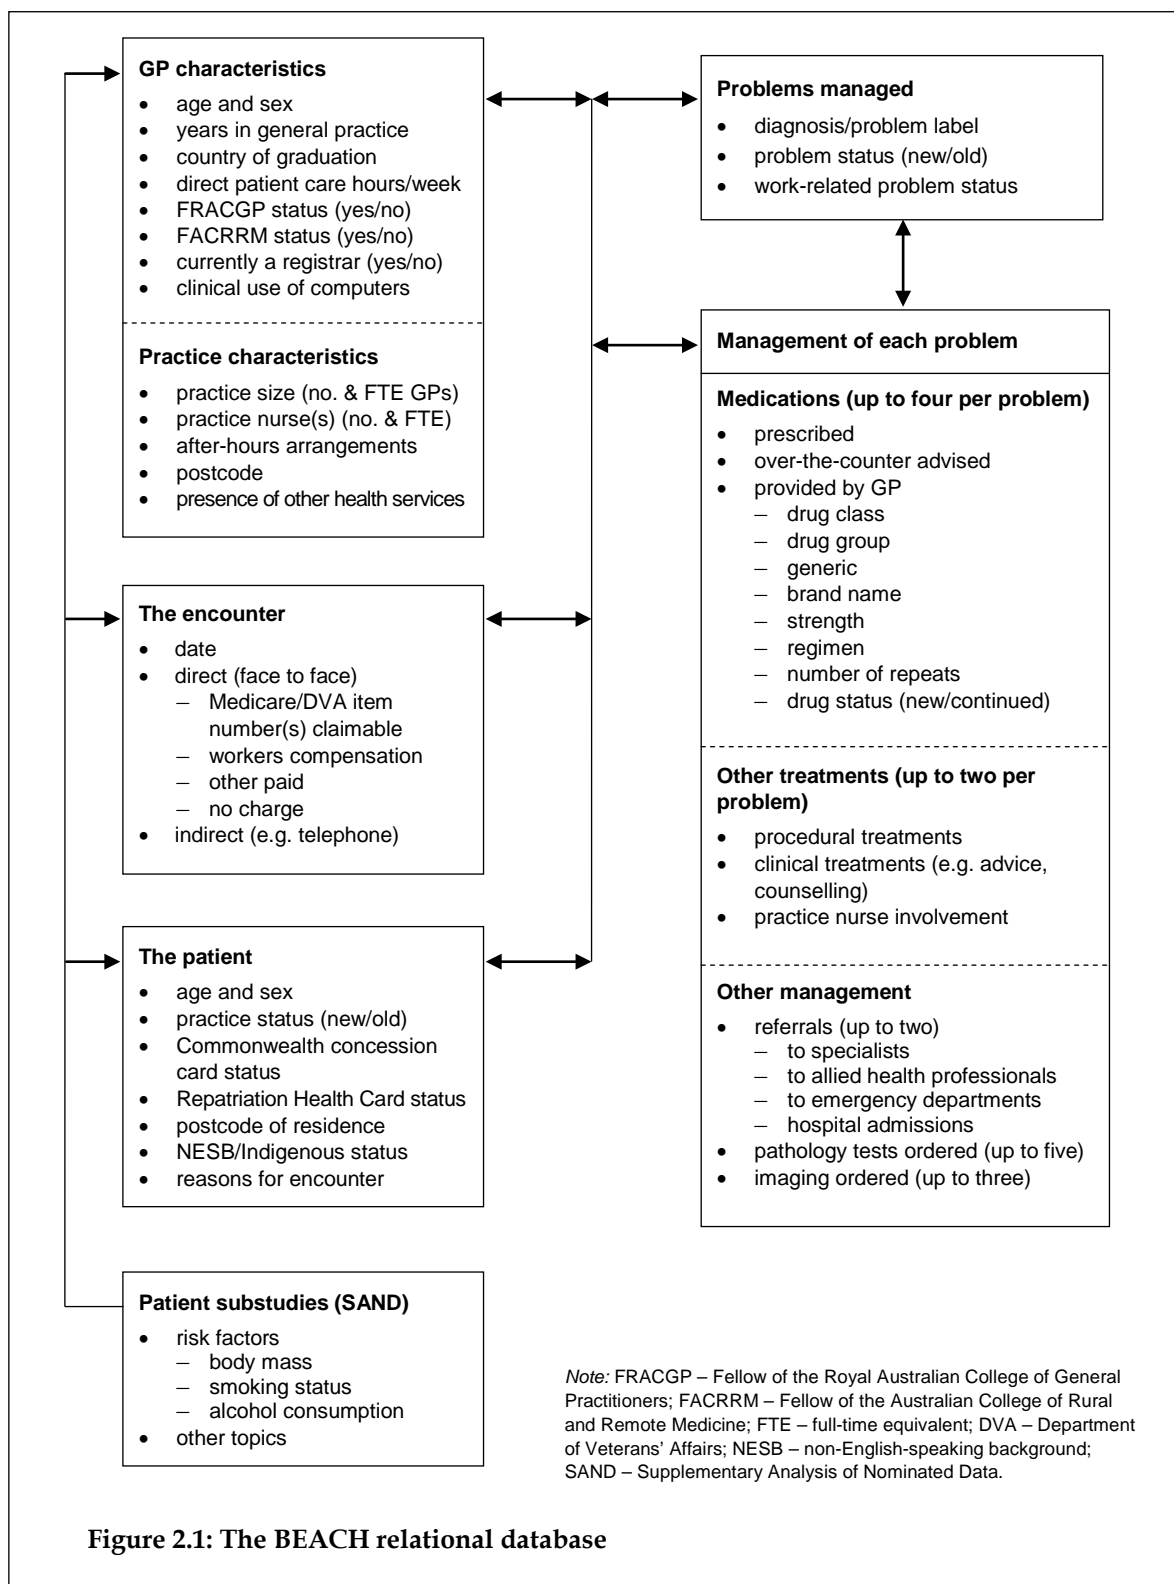 GP characteristics
• age and sex
• years in general practice
• country of graduation
• direct patient care hours/week
• FRACGP status (yes/no)
• FACRRM status (yes/no)
• currently a registrar (yes/no)
• clinical use of computers
Practice characteristics
• practice size (no. & FTE GPs)
• practice nurse(s) (no. & FTE)
• after-hours arrangements
• postcode
• presence of other health services
The encounter
• date
• direct (face to face)
– Medicare/DVA item
number(s) claimable
– workers compensation
– other paid
– no charge
• indirect (e.g. telephone)
The patient
• age and sex
• practice status (new/old)
• Commonwealth concession
card status
• Repatriation Health Card status
• postcode of residence
• NESB/Indigenous status
• reasons for encounter
Patient substudies (SAND)
• risk factors
– body mass
– smoking status
– alcohol consumption
• other topics
Problems managed
• diagnosis/problem label
• problem status (new/old)
• work-related problem status
Management of each problem
Medications (up to four per problem)
• prescribed
• over-the-counter advised
• provided by GP
– drug class
– drug group
– generic
– brand name
– strength
– regimen
– number of repeats
– drug status (new/continued)
Other treatments (up to two per
problem)
• procedural treatments
• clinical treatments (e.g. advice,
counselling)
• practice nurse involvement
Other management
• referrals (up to two)
– to specialists
– to allied health professionals
– to emergency departments
– hospital admissions
• pathology tests ordered (up to five)
• imaging ordered (up to three)
Note: FRACGP – Fellow of the Royal Australian College of General
Practitioners; FACRRM – Fellow of the Australian College of Rural
and Remote Medicine; FTE – full-time equivalent; DVA – Department
of Veterans' Affairs; NESB – non-English-speaking background;
SAND – Supplementary Analysis of Nominated Data.
Figure 2.1: The BEACH relational database